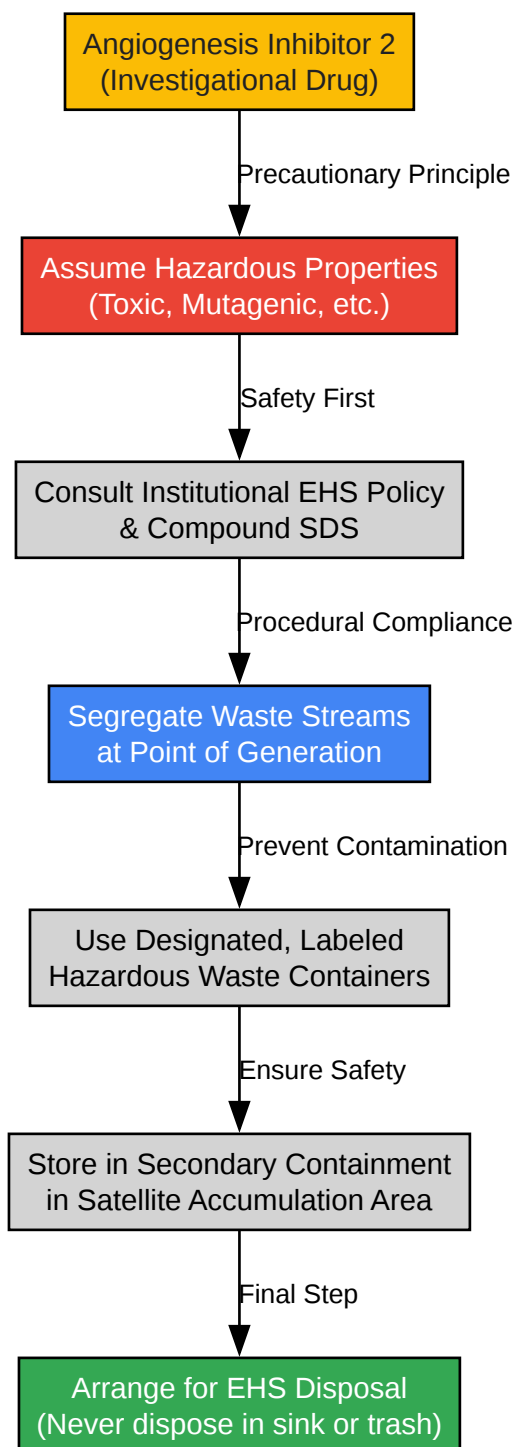 Angiogenesis Inhibitor 2
(Investigational Drug)
Precautionary Principle
Assume Hazardous Properties
(Toxic, Mutagenic, etc.)
Safety First
Consult Institutional EHS Policy
& Compound SDS
Procedural Compliance
Segregate Waste Streams
at Point of Generation
Prevent Contamination
Use Designated, Labeled
Hazardous Waste Containers
Ensure Safety
Store in Secondary Containment
in Satellite Accumulation Area
Final Step
Arrange for EHS Disposal
(Never dispose in sink or trash)